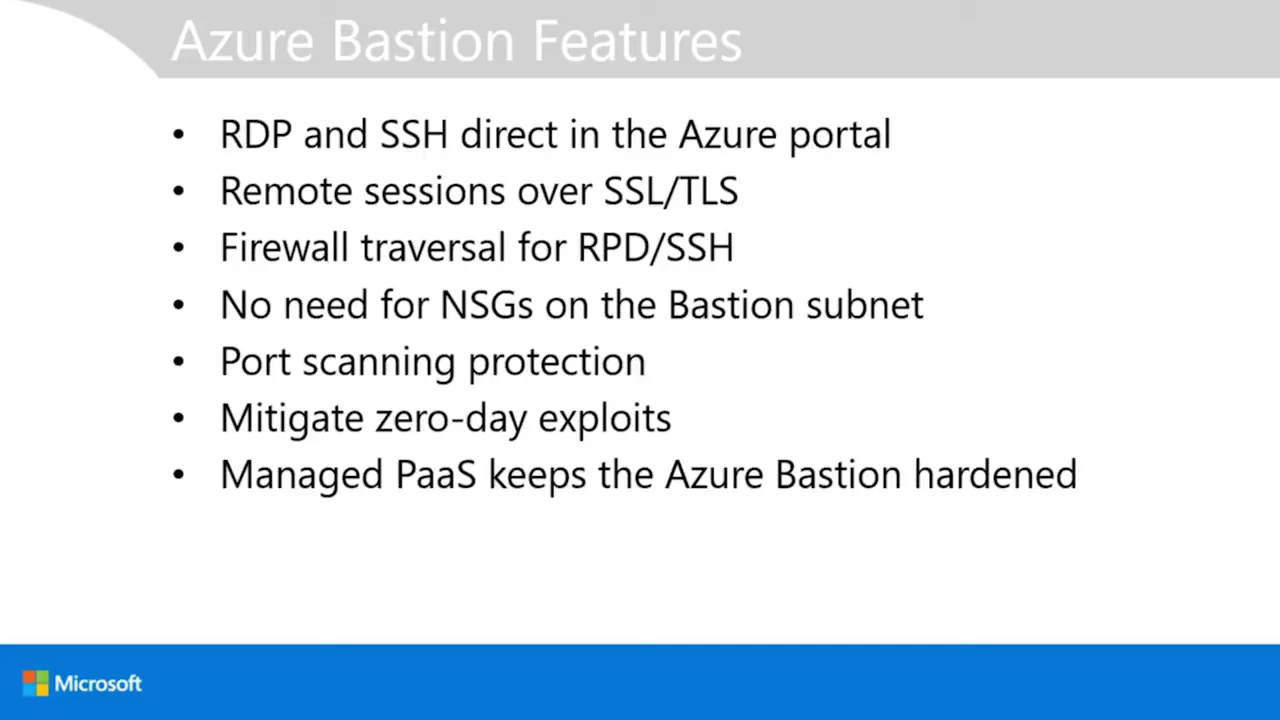 Azure Bastion Features
• RDP and SSH direct in the Azure portal
• Remote sessions over SSL/TLS
• Firewall traversal for RPD/SSH
• No need for NSGs on the Bastion subnet
• Port scanning protection
• Mitigate zero-day exploits
• Managed PaaS keeps the Azure Bastion hardened
Microsoft